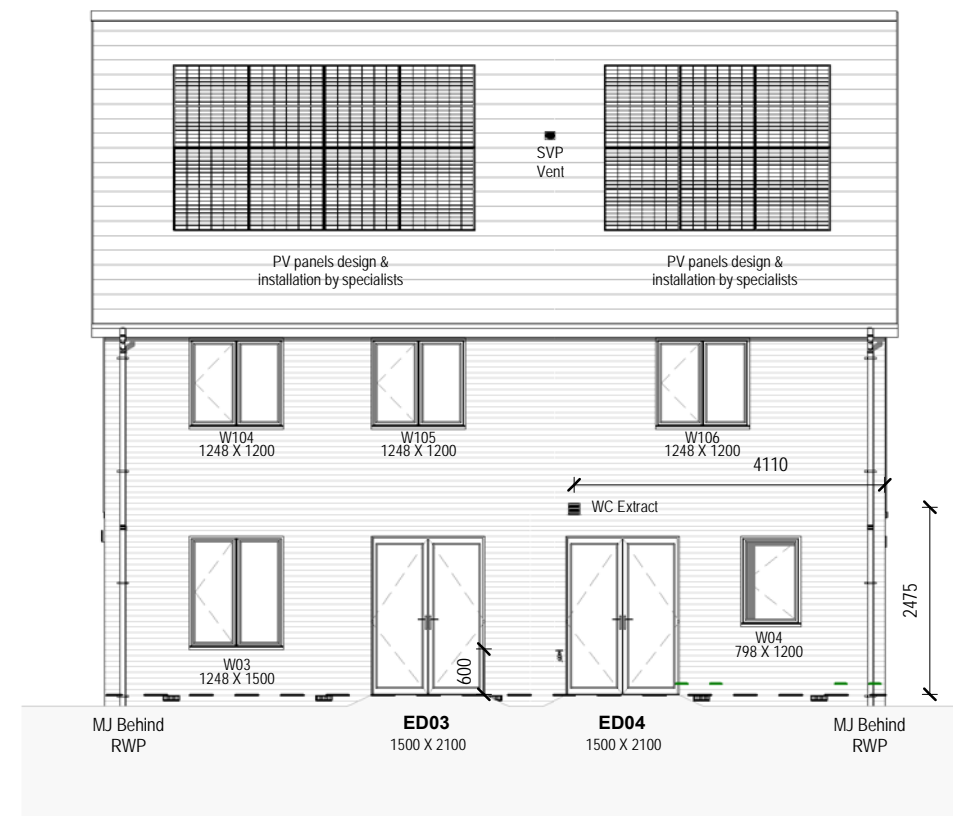 SVP
Vent
PV panels design &
installation by specialists
PV panels design &
installation by specialists
W104
1248 X 1200
W105
1248 X 1200
W106
1248 X 1200
4110
WC Extract
2475
W03
1248 X 1500
600
W04
798 X 1200
MJ Behind
RWP
ED03
1500 X 2100
ED04
1500 X 2100
MJ Behind
RWP